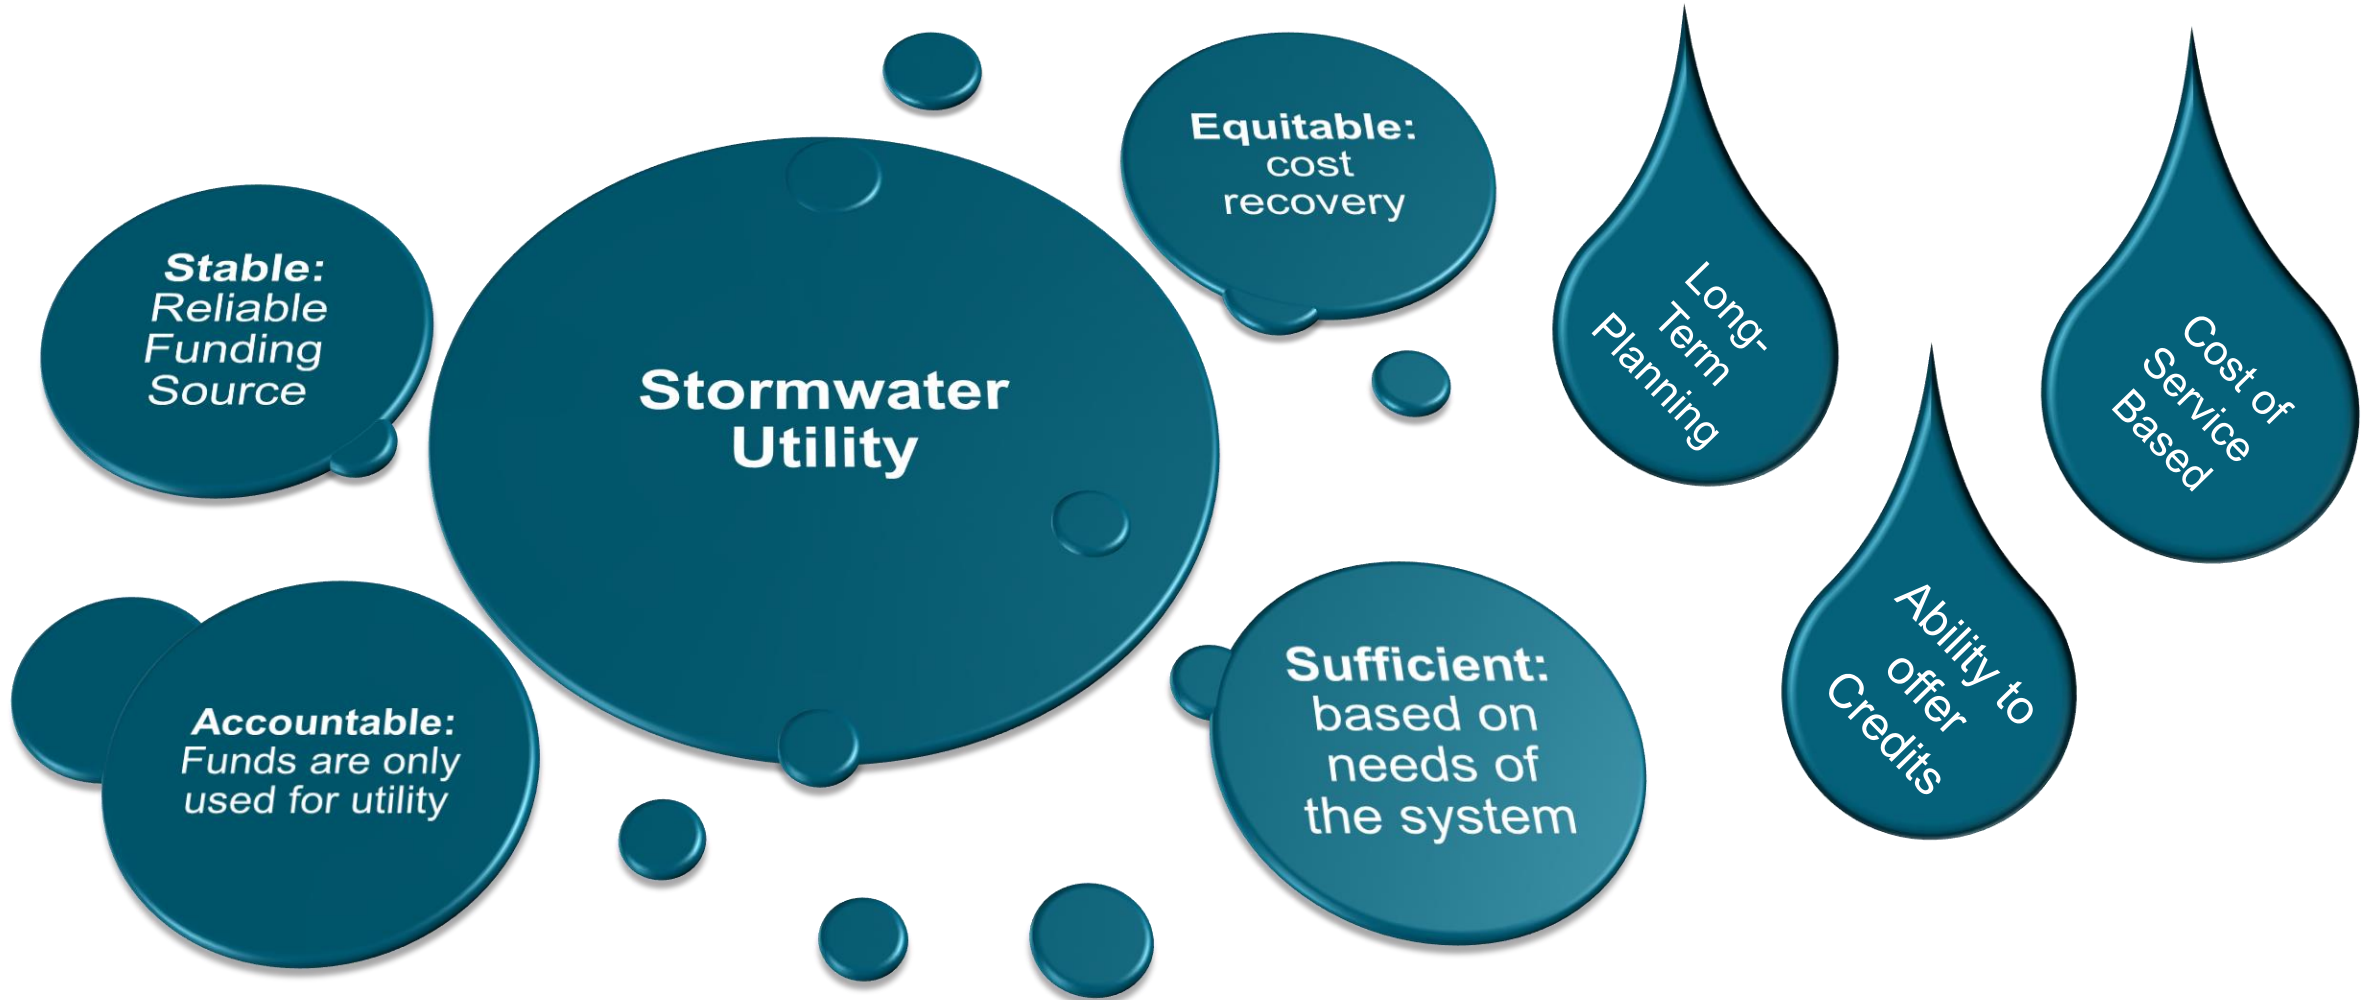 Stable:
Reliable
Funding
Source
Stormwater
Utility
Equitable:
cost
recovery
Accountable:
Funds are only
used for utility
Sufficient:
based on
needs of
the system
Long-
Term
Planning
Ability to
offer
Credits
Cost of
Service
Based